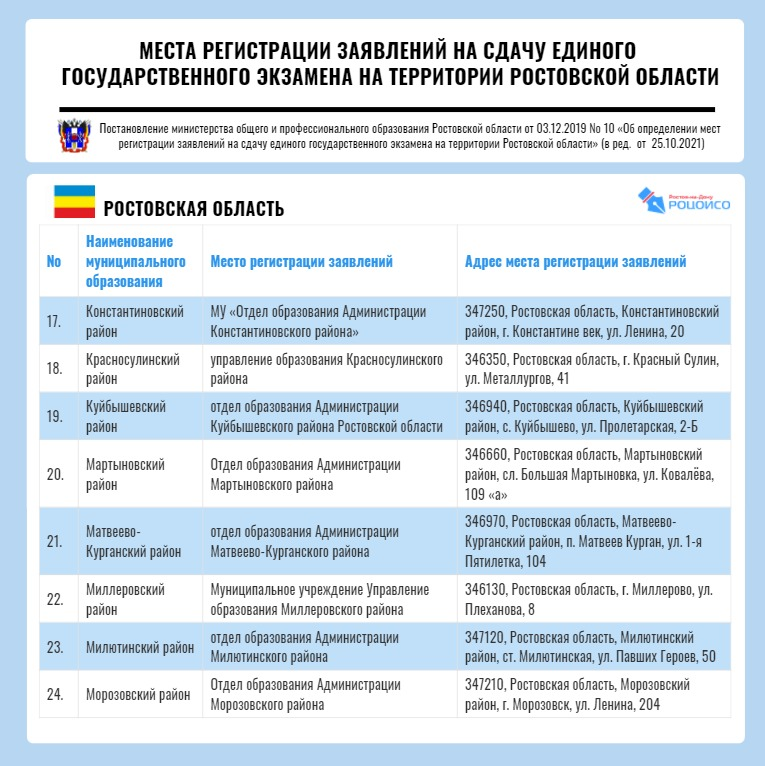 МЕСТА РЕГИСТРАЦИИ ЗАЯВЛЕНИЙ НА СДАЧУ ЕДИНОГО
ГОСУДАРСТВЕННОГО ЭКЗАМЕНА НА ТЕРРИТОРИИ РОСТОВСКОЙ ОБЛАСТИ
Постановление министерства общего и профессионального образования Ростовской области от 03.12.2019 No 10 «Об определении мест
регистрации заявлений на сдачу единого государственного экзамена на территории Ростовской области» (в ред. от 25.10.2021)
РОСТОВСКАЯ ОБЛАСТЬ
Ростов-на-Дону
РОЦОИСО
No
Наименование
муниципального
образования
Место регистрации заявлений
Адрес места регистрации заявлений
17.
Константиновский
район
МУ «Отдел образования Администрации
Константиновского района»
347250, Ростовская область, Константиновский
район, г. Константине век, ул. Ленина, 20
18.
Красносулинский
район
управление образования Красносулинского
района
346350, Ростовская область, г. Красный Сулин,
ул. Металлургов, 41
19.
Куйбышевский
район
отдел образования Администрации
Куйбышевского района Ростовской области
346940, Ростовская область, Куйбышевский
район, с. Куйбышево, ул. Пролетарская, 2-Б
20.
Мартыновский
район
Отдел образования Администрации
Мартыновского района
346660, Ростовская область, Мартыновский
район, сл. Большая Мартыновка, ул. Ковалёва,
109 «а»
21.
Матвеево-
Курганский район
отдел образования Администрации
Матвеево-Курганского района
346970, Ростовская область, Матвеево-
Курганский район, п. Матвеев Курган, ул. 1-я
Пятилетка, 104
22.
Миллеровский
район
Муниципальное учреждение Управление
образования Миллеровского района
346130, Ростовская область, г. Миллерово, ул.
Плеханова, 8
23.
Милютинский район
отдел образования Администрации
Милютинского района
347120, Ростовская область, Милютинский
район, ст. Милютинская, ул. Павших Героев, 50
24.
Морозовский район
Отдел образования Администрации
Морозовского района
347210, Ростовская область, Морозовский
район, г. Морозовск, ул. Ленина, 204